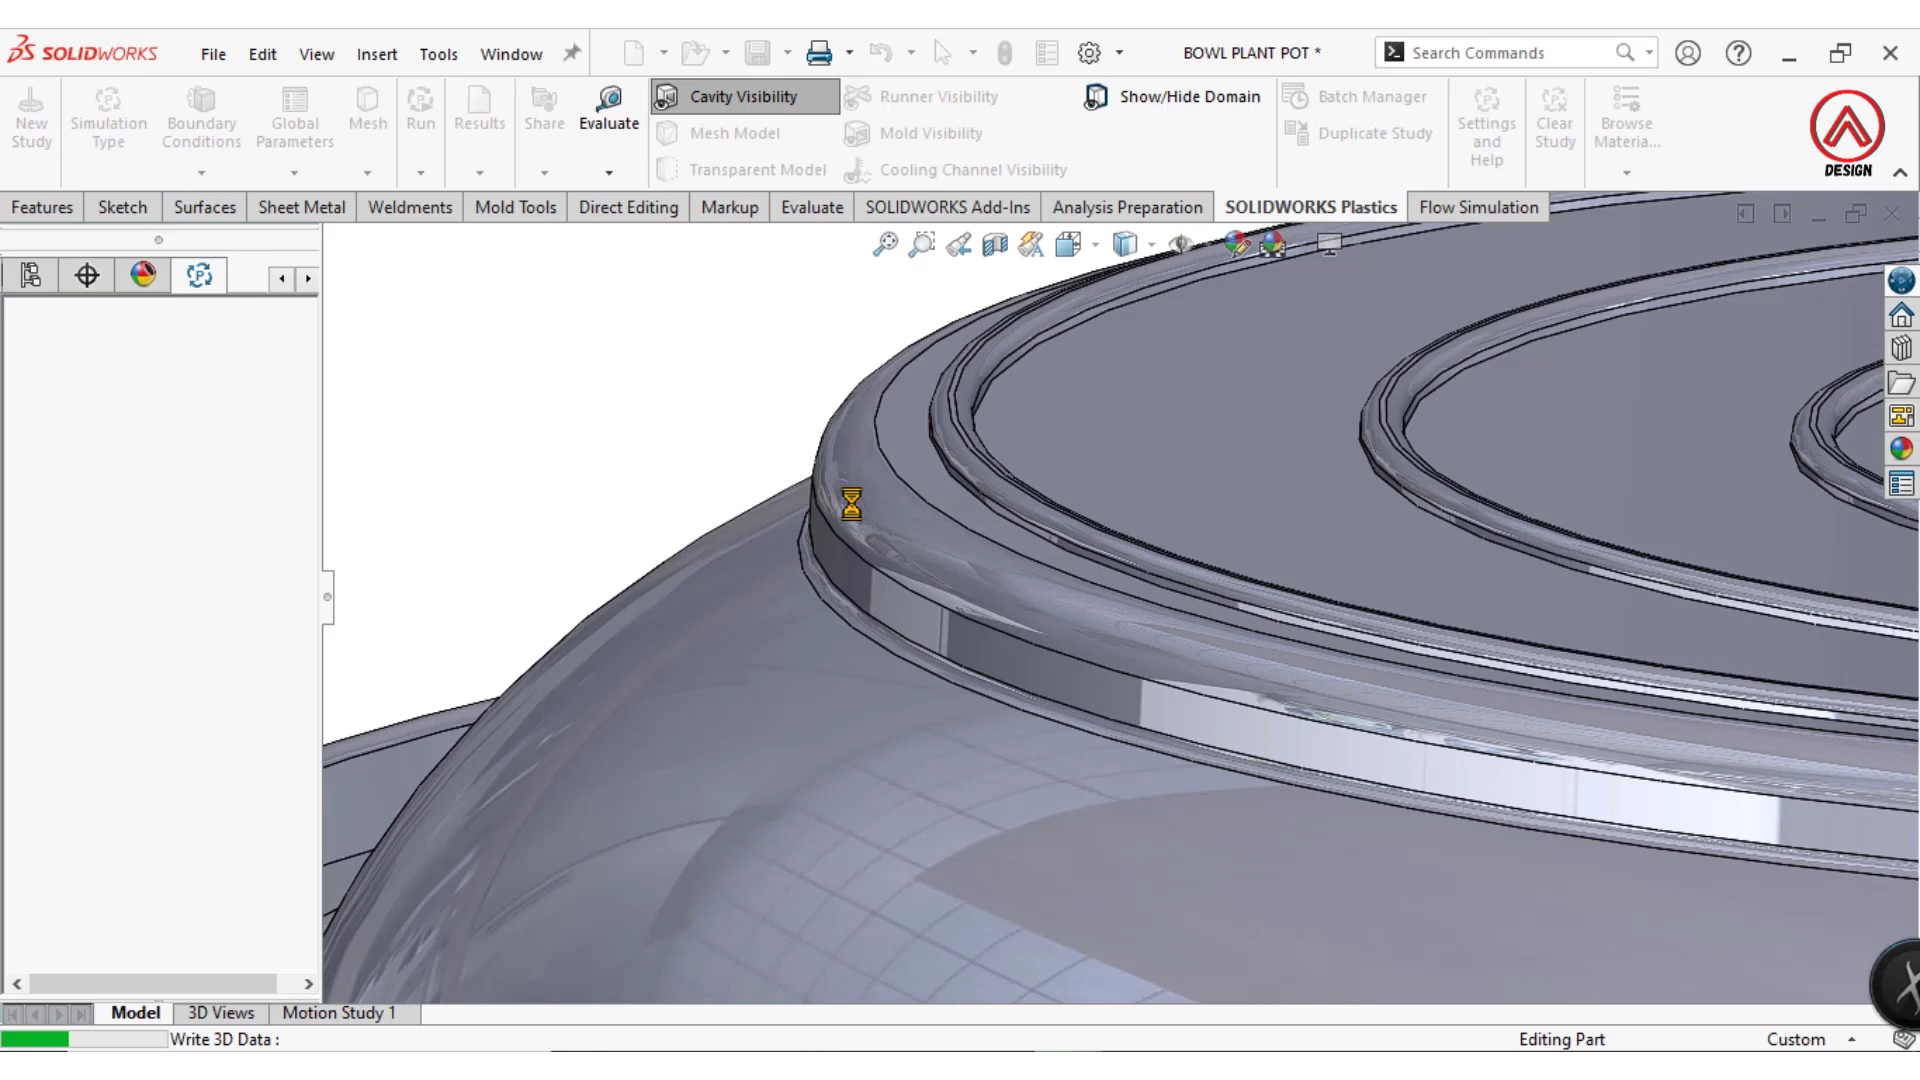 SOLIDWORKS File Edit View Insert Tools Window BOWL PLANT POT * Search Commands
New Study
Simulation Type
Boundary Conditions
Global Parameters
Mesh
Run
Results
Share
Evaluate
Cavity Visibility
Mesh Model
Transparent Model
Runner Visibility
Mold Visibility
Cooling Channel Visibility
Show/Hide Domain
Batch Manager
Duplicate Study
Settings and Help
Clear Study
Browse Materia...
DESIGN
Features Sketch Surfaces Sheet Metal Weldments Mold Tools Direct Editing Markup Evaluate SOLIDWORKS Add-Ins Analysis Preparation SOLIDWORKS Plastics Flow Simulation
Model 3D Views Motion Study 1
Write 3D Data : Editing Part Custom